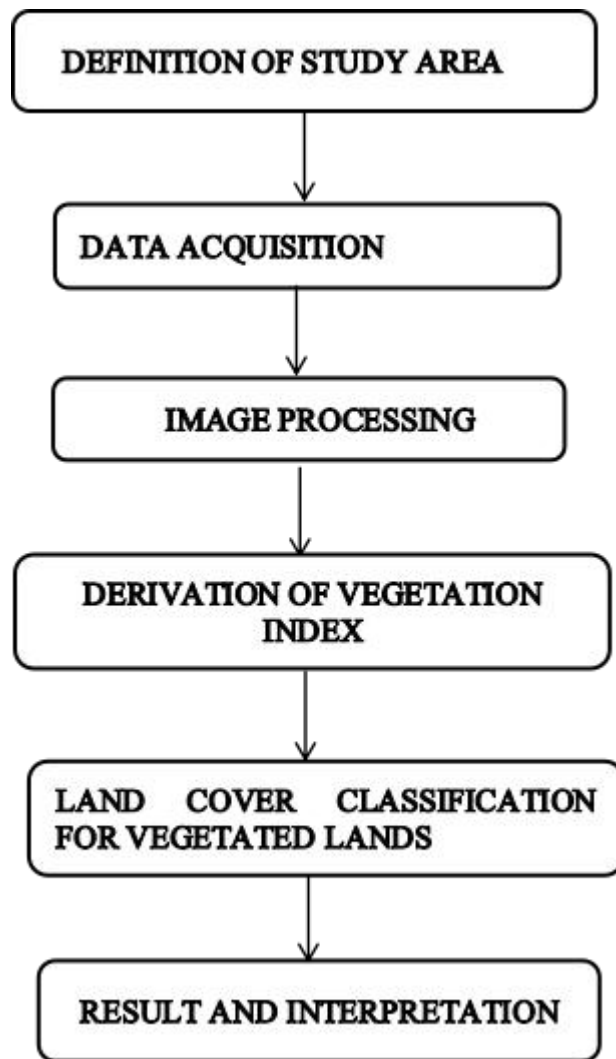 DEFINITION OF STUDY AREA
DATA ACQUISITION
IMAGE PROCESSING
DERIVATION OF VEGETATION
INDEX
LAND COVER CLASSIFICATION
FOR VEGETATED LANDS
RESULT AND INTERPRETATION